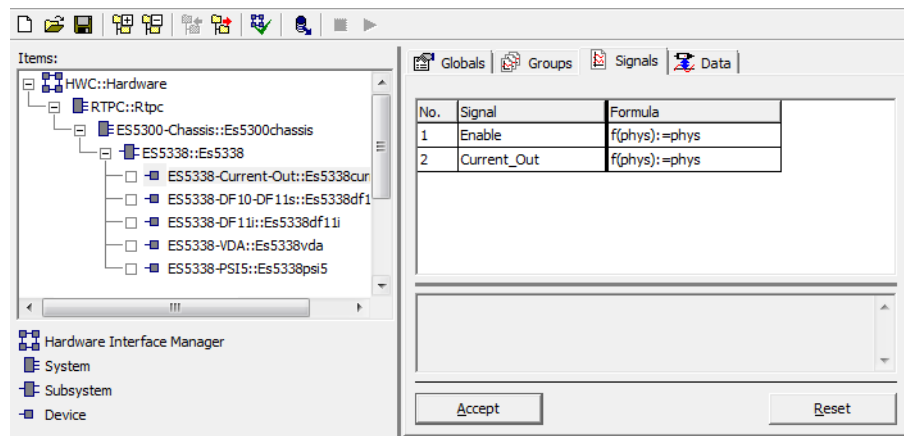 Items:
HWC::Hardware
RTPC::Rtpc
ES5300-Chassis::Es5300chassis
ES5338::Es5338
ES5338-Current-Out::Es5338cur
ES5338-DF10-DF11s::Es5338df1
ES5338-DF11i::Es5338df11i
ES5338-VDA::Es5338vda
ES5338-PSI5::Es5338psi5
Hardware Interface Manager
System
Subsystem
Device
Globals Groups Signals Data
No. Signal Formula
1 Enable f(phys):=phys
2 Current_Out f(phys):=phys
Accept Reset